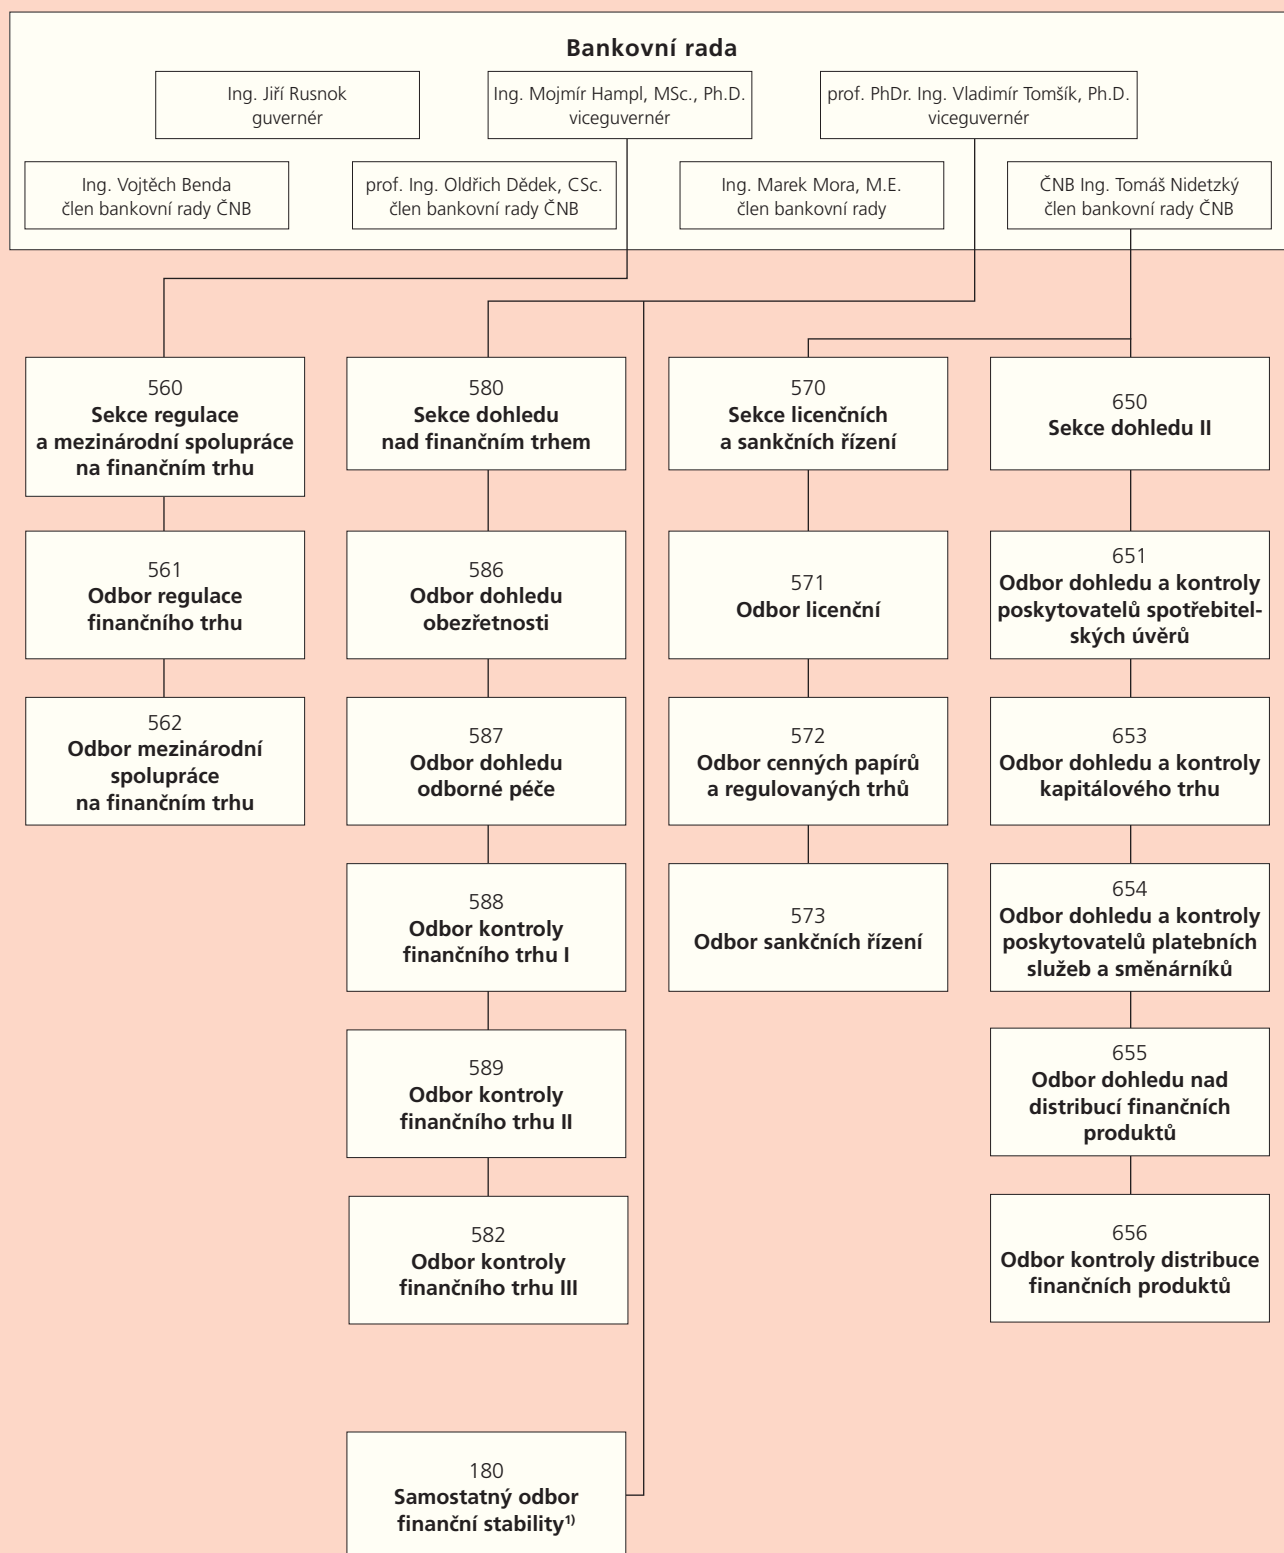 Bankovní rada
Ing. Jiří Rusnok
guvernér
Ing. Mojmír Hampl, MSc., Ph.D.
viceguvernér
prof. PhDr. Ing. Vladimír Tomšík, Ph.D.
viceguvernér
Ing. Vojtěch Benda
člen bankovní rady ČNB
prof. Ing. Oldřich Dědek, CSc.
člen bankovní rady ČNB
Ing. Marek Mora, M.E.
člen bankovní rady
ČNB Ing. Tomáš Nidetzký
člen bankovní rady ČNB
560
Sekce regulace
a mezinárodní spolupráce
na finančním trhu
580
Sekce dohledu
nad finančním trhem
570
Sekce licenčních
a sankčních řízení
650
Sekce dohledu II
561
Odbor regulace
finančního trhu
586
Odbor dohledu
obezřetnosti
571
Odbor licenční
651
Odbor dohledu a kontroly
poskytovatelů spotřebitel-
ských úvěrů
562
Odbor mezinárodní
spolupráce
na finančním trhu
587
Odbor dohledu
odborné péče
572
Odbor cenných papírů
a regulovaných trhů
653
Odbor dohledu a kontroly
kapitálového trhu
588
Odbor kontroly
finančního trhu I
573
Odbor sankčních řízení
654
Odbor dohledu a kontroly
poskytovatelů platebních
služeb a směnárníků
589
Odbor kontroly
finančního trhu II
655
Odbor dohledu nad
distribucí finančních
produktů
582
Odbor kontroly
finančního trhu III
656
Odbor kontroly distribuce
finančních produktů
180
Samostatný odbor
finanční stability¹⁾